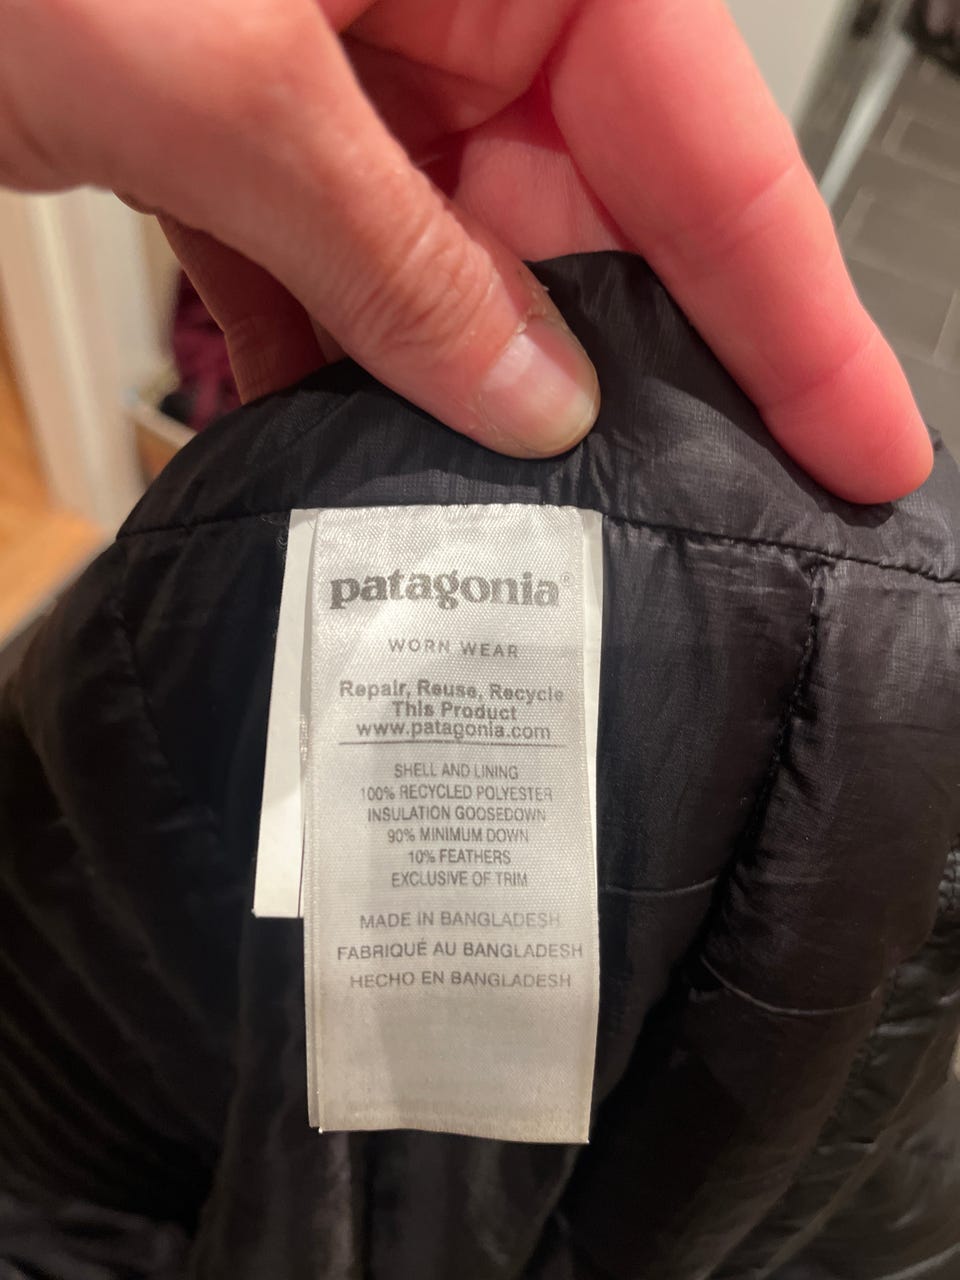 patagonia®
WORN WEAR
Repair, Reuse, Recycle
This Product
www.patagonia.com
SHELL AND LINING
100% RECYCLED POLYESTER
INSULATION GOOSEDOWN
90% MINIMUM DOWN
10% FEATHERS
EXCLUSIVE OF TRIM
MADE IN BANGLADESH
FABRIQUÉ AU BANGLADESH
HECHO EN BANGLADESH